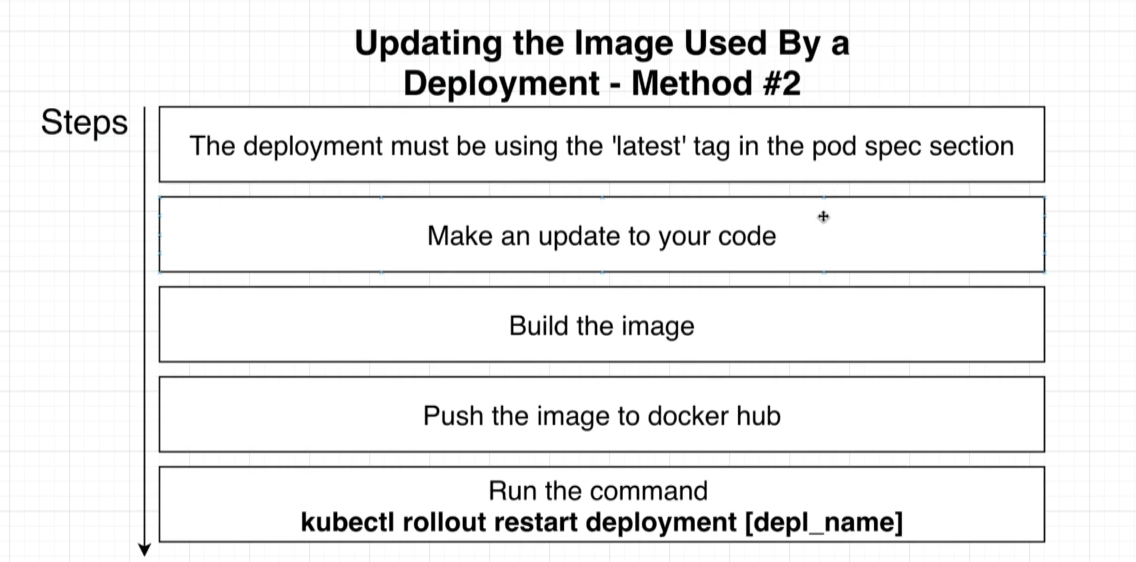 Updating the Image Used By a
Deployment - Method #2
Steps
The deployment must be using the 'latest' tag in the pod spec section
Make an update to your code
Build the image
Push the image to docker hub
Run the command
kubectl rollout restart deployment [depl_name]